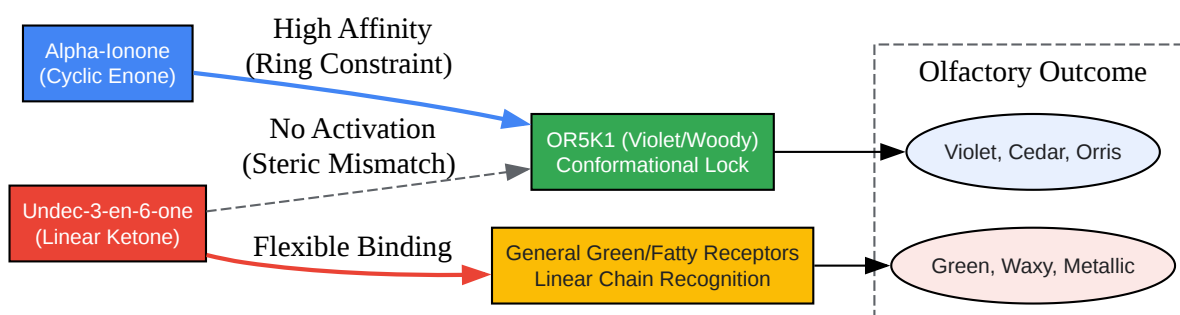 Alpha-Ionone
(Cyclic Enone)
High Affinity
(Ring Constraint)
No Activation
(Steric Mismatch)
Undec-3-en-6-one
(Linear Ketone)
Flexible Binding
OR5K1 (Violet/Woody)
Conformational Lock
General Green/Fatty Receptors
Linear Chain Recognition
Olfactory Outcome
Violet, Cedar, Orris
Green, Waxy, Metallic